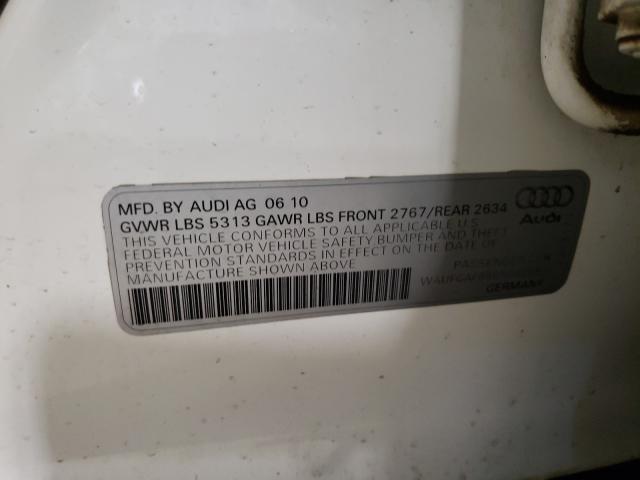 MFD. BY AUDI AG 06 10
GVWR LBS 5313 GAWR LBS FRONT 2767/REAR 2634
THIS VEHICLE CONFORMS TO ALL APPLICABLE U.S.
FEDERAL MOTOR VEHICLE SAFETY BUMPER AND THEFT
PREVENTION STANDARDS IN EFFECT ON THE DATE OF
MANUFACTURE SHOWN ABOVE
Audi
PASSENGER CAR
GERMANY